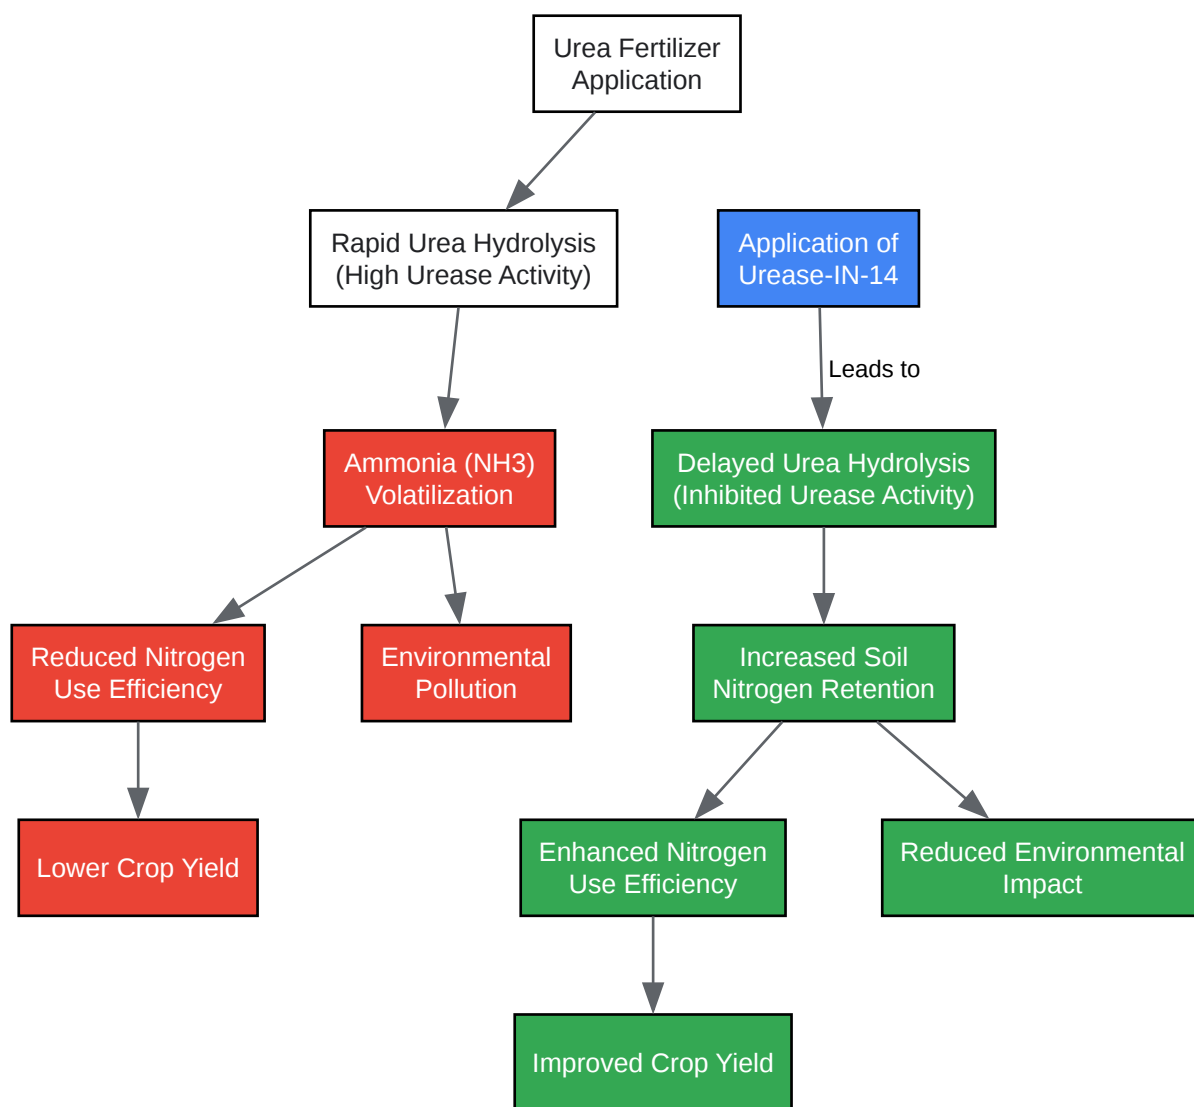 Urea Fertilizer
Application
Rapid Urea Hydrolysis
(High Urease Activity)
Application of
Urease-IN-14
Leads to
Ammonia (NH3)
Volatilization
Delayed Urea Hydrolysis
(Inhibited Urease Activity)
Reduced Nitrogen
Use Efficiency
Environmental
Pollution
Increased Soil
Nitrogen Retention
Lower Crop Yield
Enhanced Nitrogen
Use Efficiency
Reduced Environmental
Impact
Improved Crop Yield